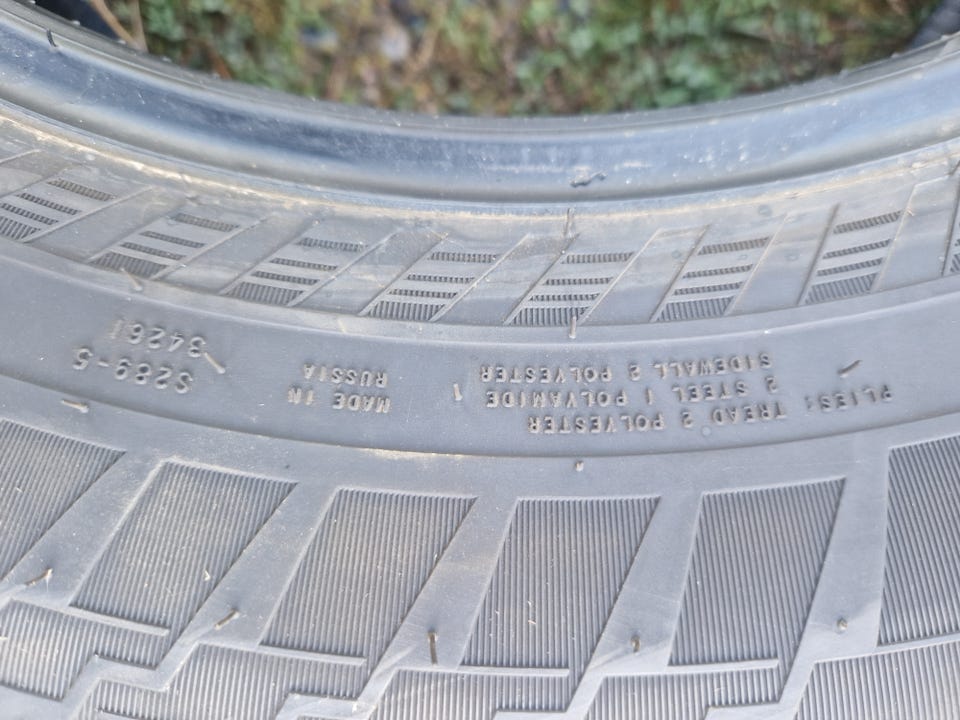 PLIES: TREAD 2 POLYESTER
2 STEEL 1 POLYAMIDE
SIDEWALL 2 POLYESTER
1
MADE IN
RUSSIA
S289-5
34261